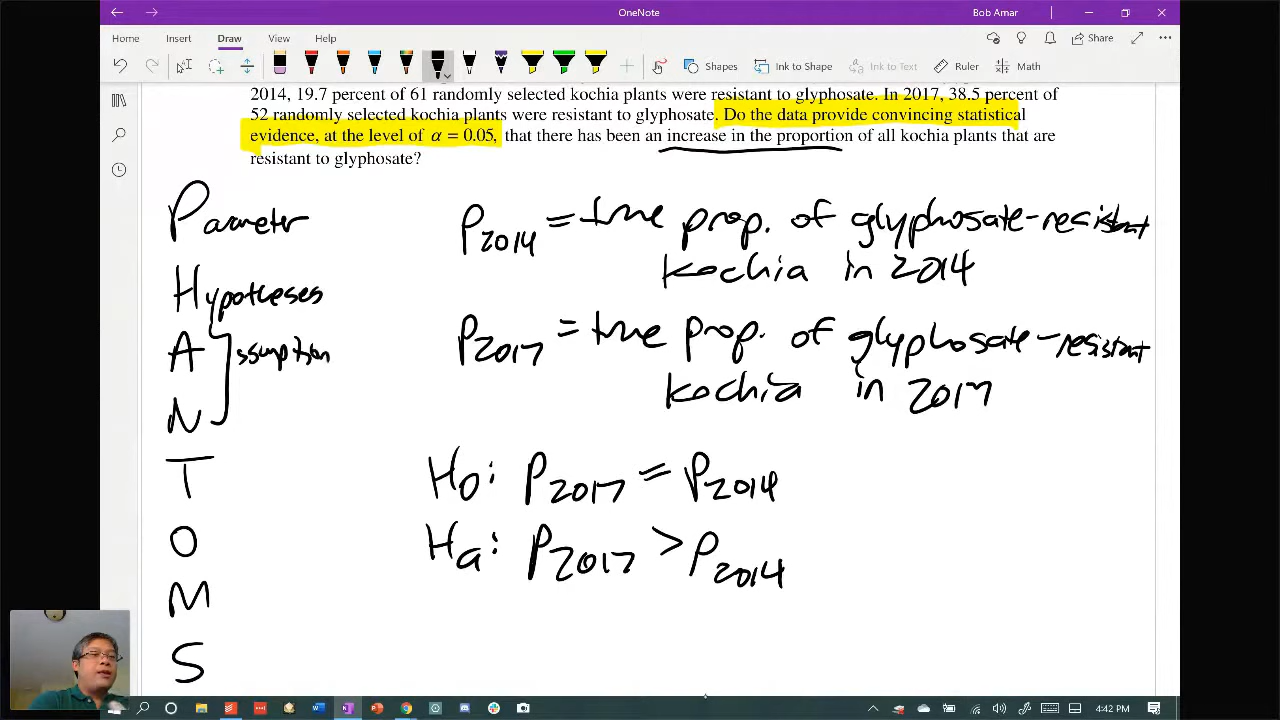 OneNote
Bob Amar
Home Insert Draw View Help
Share
Shapes Ink to Shape Ink to Text Ruler Math
2014, 19.7 percent of 61 randomly selected kochia plants were resistant to glyphosate. In 2017, 38.5 percent of
52 randomly selected kochia plants were resistant to glyphosate. Do the data provide convincing statistical
evidence, at the level of α = 0.05, that there has been an increase in the proportion of all kochia plants that are
resistant to glyphosate?
Parameter
P2014 = true prop. of glyphosate-resistant
kochia in 2014
Hypotheses
P2017 = true prop. of glyphosate-resistant
kochia in 2017
A ssumption
N
T
O
M
S
H0: P2017 = P2014
Ha: P2017 > P2014
4:42 PM